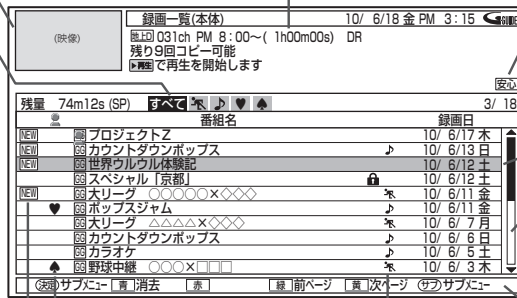 録画一覧(本体) 10/ 6/18 金 PM 3:15 GGUIDE
(映像)
地上D 031ch PM 8:00~( 1h00m00s) DR
残り9回コピー可能
▶再生で再生を開始します
安心
残量 74m12s (SP) すべて ♪ ♥ ♠ 3/ 18
番組名 録画日
NEW プロジェクトZ 10/ 6/17 木
NEW GG カウントダウンポップス ♪ 10/ 6/13 日
NEW GG 世界ウルウル体験記 10/ 6/12 土
GG スペシャル「京都」 10/ 6/12 土
NEW GG 大リーグ ○○○○○×◇◇◇ 10/ 6/11 金
♥ GG ポップスジャム ♪ 10/ 6/11 金
GG 大リーグ △△△△×◇◇◇ 10/ 6/ 7 月
GG カウントダウンポップス ♪ 10/ 6/ 6 日
GG カラオケ ♪ 10/ 6/ 5 土
♠ GG 野球中継 ○○○×□□□ 10/ 6/ 3 木
決定 サブメニュー 青 消去 赤 緑 前ページ 黄 次ページ サブ サブメニュー